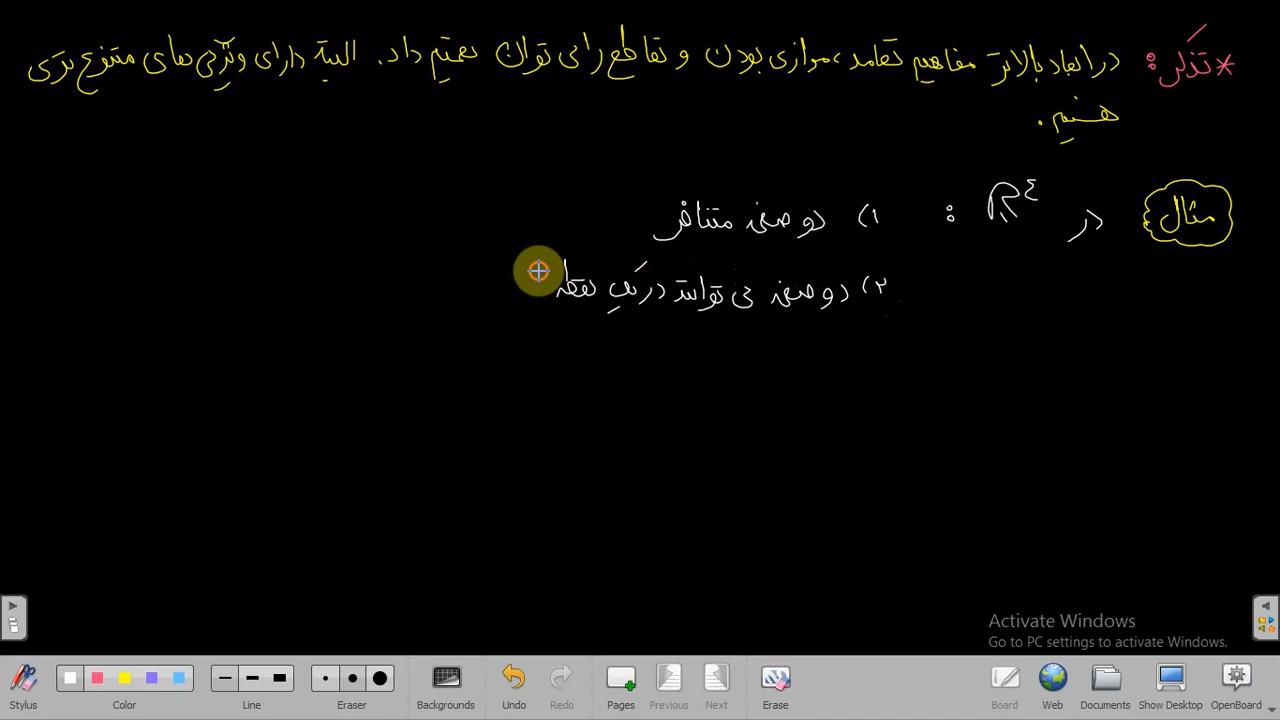 * تذکر: در ابعاد بالاتر مفاهیم تعامد، موازی بودن و تقاطع را می توان تعمیم داد. البته دارای ویژگی های متنوع تری
هستیم.
مثال در R⁴ : ۱) دو صفحه متنافر
۲) دو صفحه می توانند در یک نقطه
Activate Windows
Go to PC settings to activate Windows.
Stylus Color Line Eraser Backgrounds Undo Redo Pages Previous Next Erase Board Web Documents Show Desktop OpenBoard